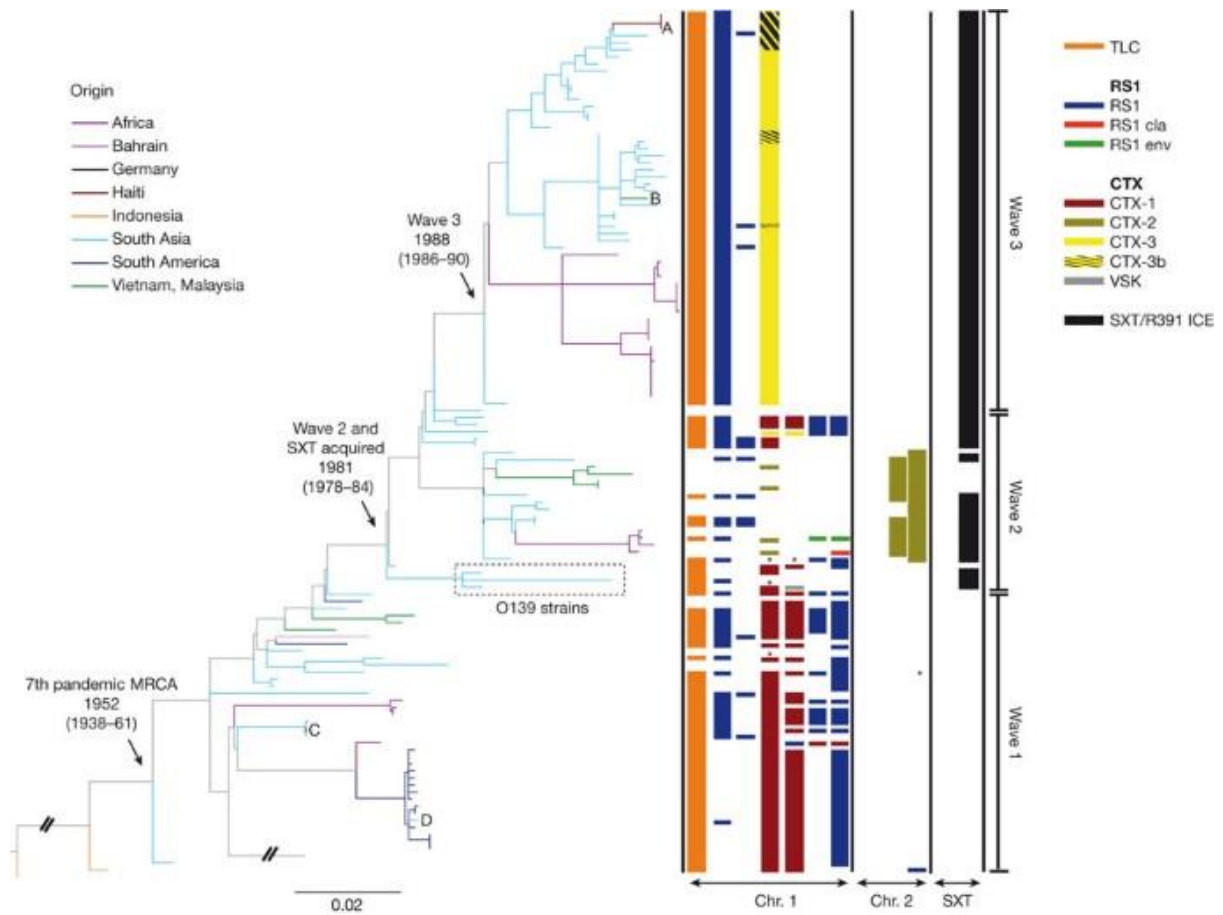 Origin
Africa
Bahrain
Germany
Haiti
Indonesia
South Asia
South America
Vietnam, Malaysia
7th pandemic MRCA
1952
(1938–61)
Wave 2 and
SXT acquired
1981
(1978–84)
Wave 3
1988
(1986–90)
A
B
C
D
O139 strains
0.02
Chr. 1
Chr. 2
SXT
Wave 3
Wave 2
Wave 1
TLC
RS1
RS1
RS1 cla
RS1 env
CTX
CTX-1
CTX-2
CTX-3
CTX-3b
VSK
SXT/R391 ICE